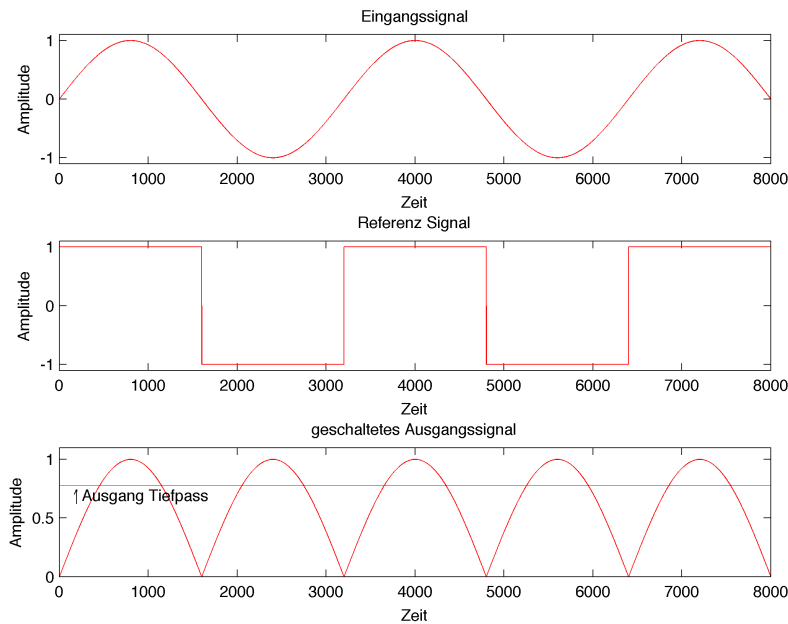 Eingangssignal
1
0
-1
Amplitude
0 1000 2000 3000 4000 5000 6000 7000 8000
Zeit
Referenz Signal
1
0
-1
Amplitude
0 1000 2000 3000 4000 5000 6000 7000 8000
Zeit
geschaltetes Ausgangssignal
1
0.5
0
Amplitude
Ausgang Tiefpass
0 1000 2000 3000 4000 5000 6000 7000 8000
Zeit